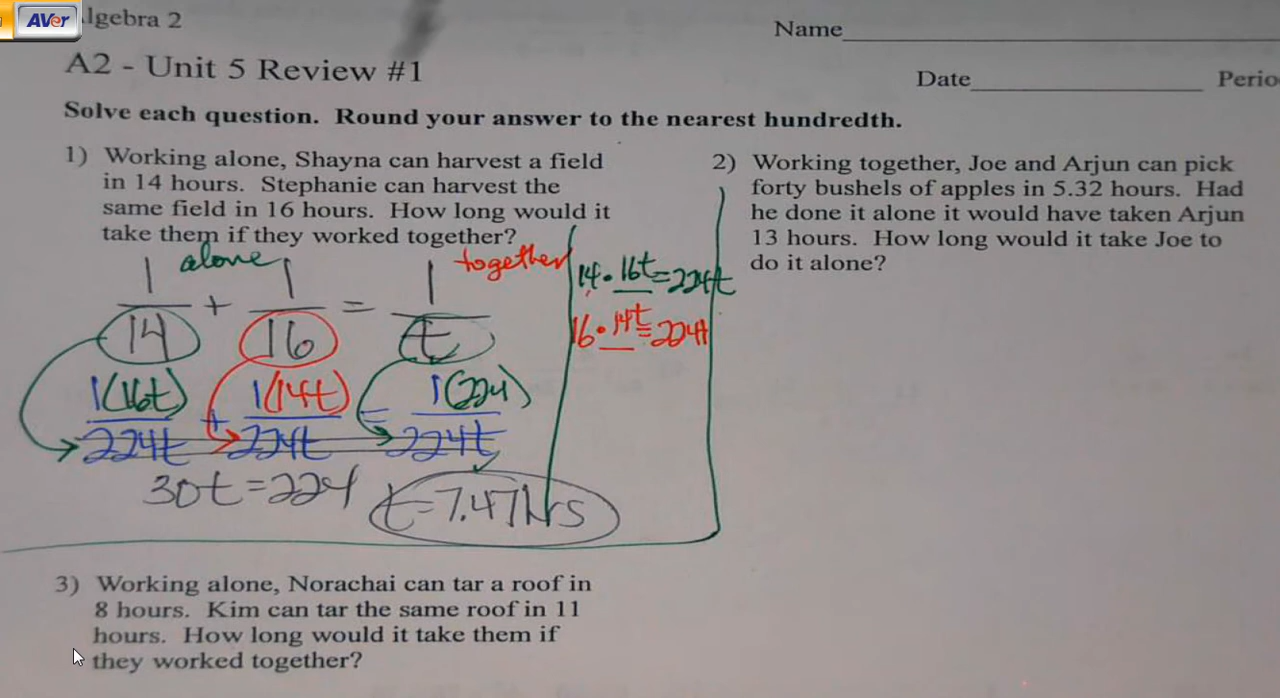 AVer
lgebra 2
Name
A2 - Unit 5 Review #1
Date Perio
Solve each question. Round your answer to the nearest hundredth.
1) Working alone, Shayna can harvest a field
in 14 hours. Stephanie can harvest the
same field in 16 hours. How long would it
take them if they worked together?
alone together
1 1 1
+ =
14 16 t
1(16t) 1(14t) 1(224)
+ =
224t 224t 224t
30t=224 t=7.47hrs
14·16t=224t
16·14t=224t
2) Working together, Joe and Arjun can pick
forty bushels of apples in 5.32 hours. Had
he done it alone it would have taken Arjun
13 hours. How long would it take Joe to
do it alone?
3) Working alone, Norachai can tar a roof in
8 hours. Kim can tar the same roof in 11
hours. How long would it take them if
they worked together?